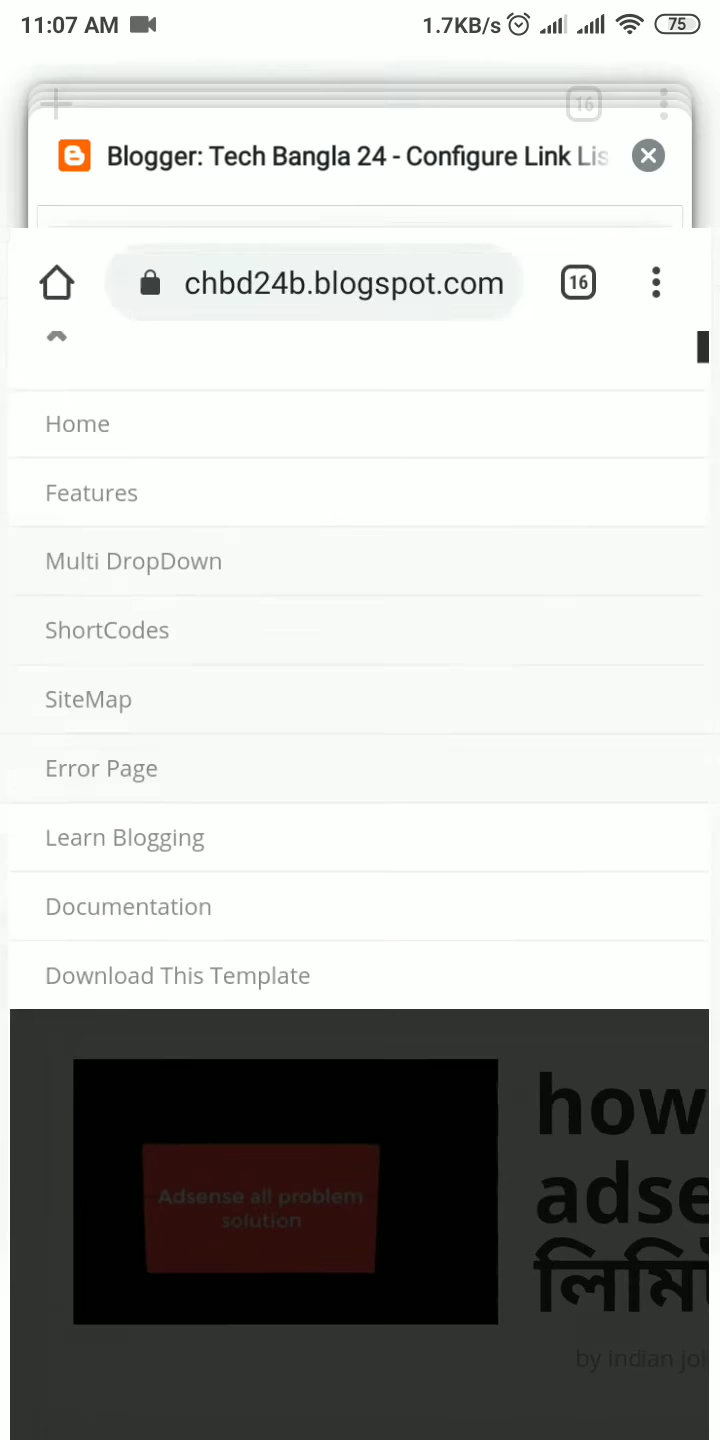 11:07 AM 1.7KB/s 75
16
Blogger: Tech Bangla 24 - Configure Link Lis
chbd24b.blogspot.com 16
Home
Features
Multi DropDown
ShortCodes
SiteMap
Error Page
Learn Blogging
Documentation
Download This Template
how
adse
Adsense all problem
solution
by indian